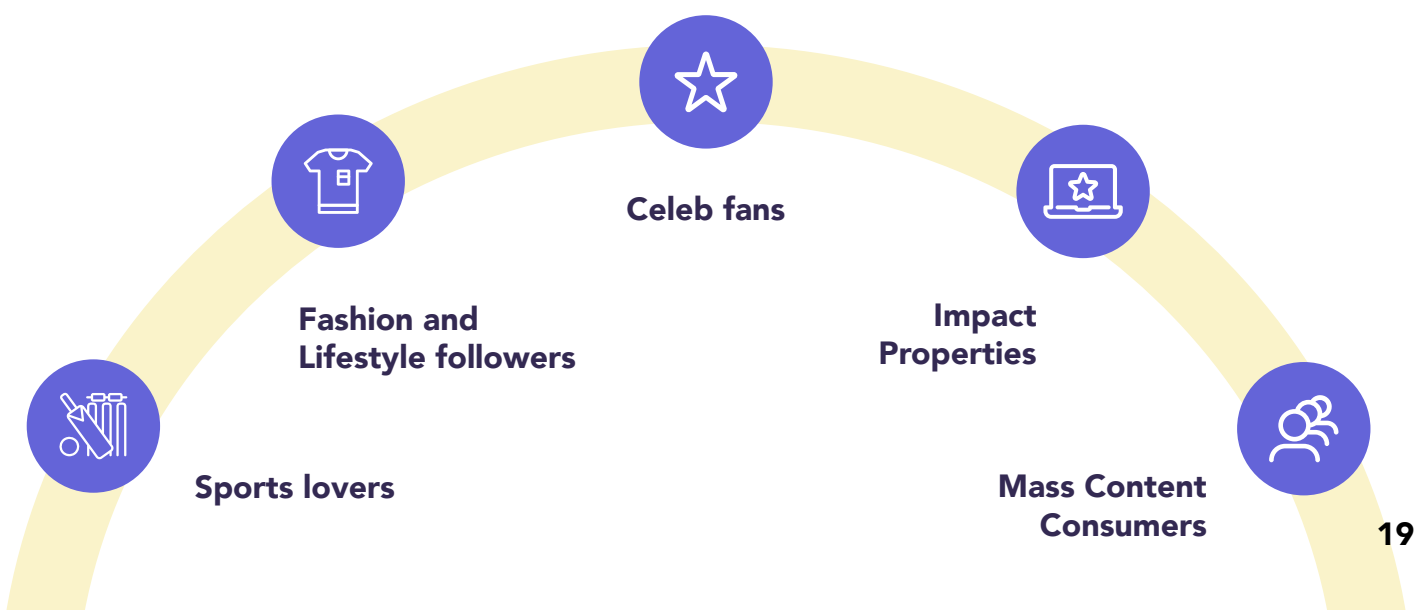 Celeb fans
Fashion and
Lifestyle followers
Impact
Properties
Sports lovers
Mass Content
Consumers
19